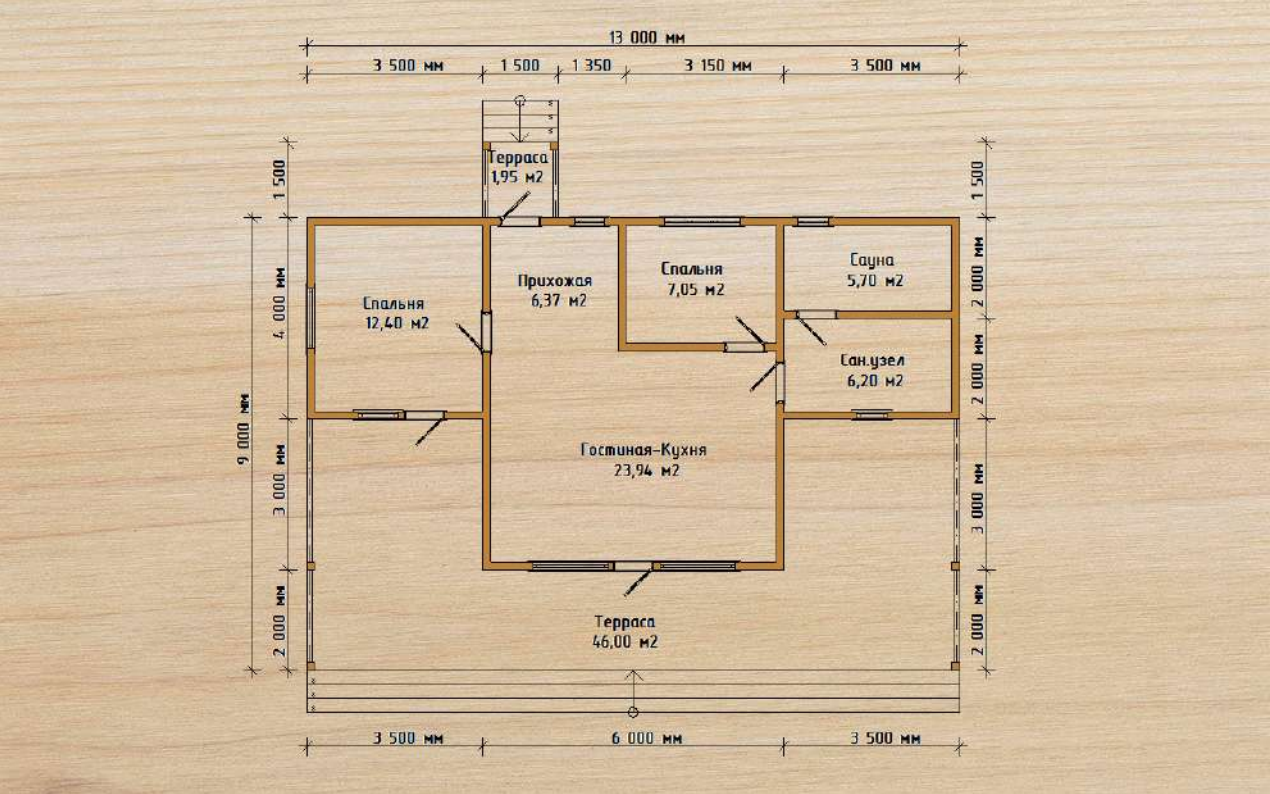 13 000 мм
3 500 мм
1 500
1 350
3 150 мм
3 500 мм
Терраса
1,95 м2
1 500
1 500
Спальня
12,40 м2
Прихожая
6,37 м2
Спальня
7,05 м2
Сауна
5,70 м2
Сан.узел
6,20 м2
4 000 мм
2 000 мм
2 000 мм
9 000 мм
Гостиная-Кухня
23,94 м2
3 000 мм
3 000 мм
Терраса
46,00 м2
2 000 мм
2 000 мм
3 500 мм
6 000 мм
3 500 мм